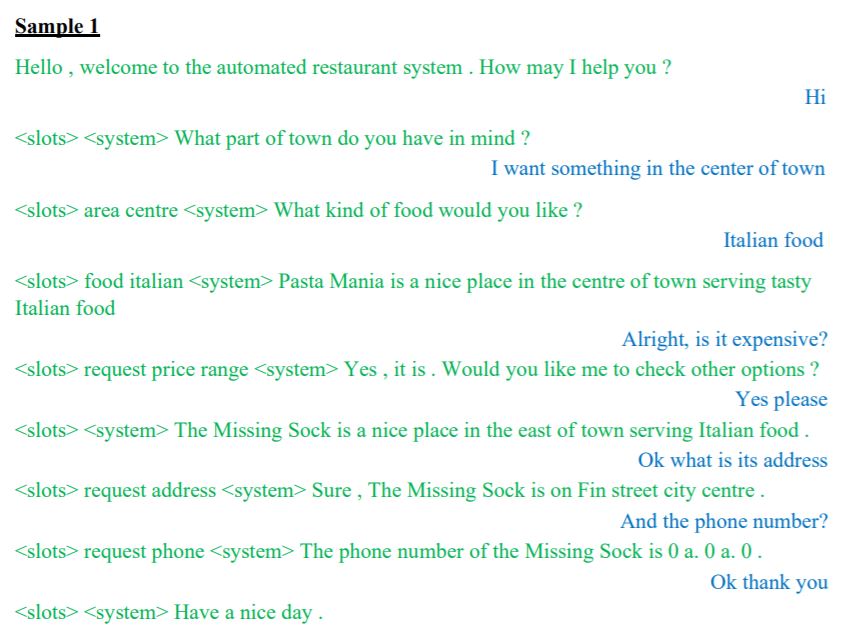 Sample 1
Hello , welcome to the automated restaurant system . How may I help you ?
Hi
<slots> <system> What part of town do you have in mind ?
I want something in the center of town
<slots> area centre <system> What kind of food would you like ?
Italian food
<slots> food italian <system> Pasta Mania is a nice place in the centre of town serving tasty
Italian food
Alright, is it expensive?
<slots> request price range <system> Yes , it is . Would you like me to check other options ?
Yes please
<slots> <system> The Missing Sock is a nice place in the east of town serving Italian food .
Ok what is its address
<slots> request address <system> Sure , The Missing Sock is on Fin street city centre .
And the phone number?
<slots> request phone <system> The phone number of the Missing Sock is 0 a. 0 a. 0 .
Ok thank you
<slots> <system> Have a nice day .